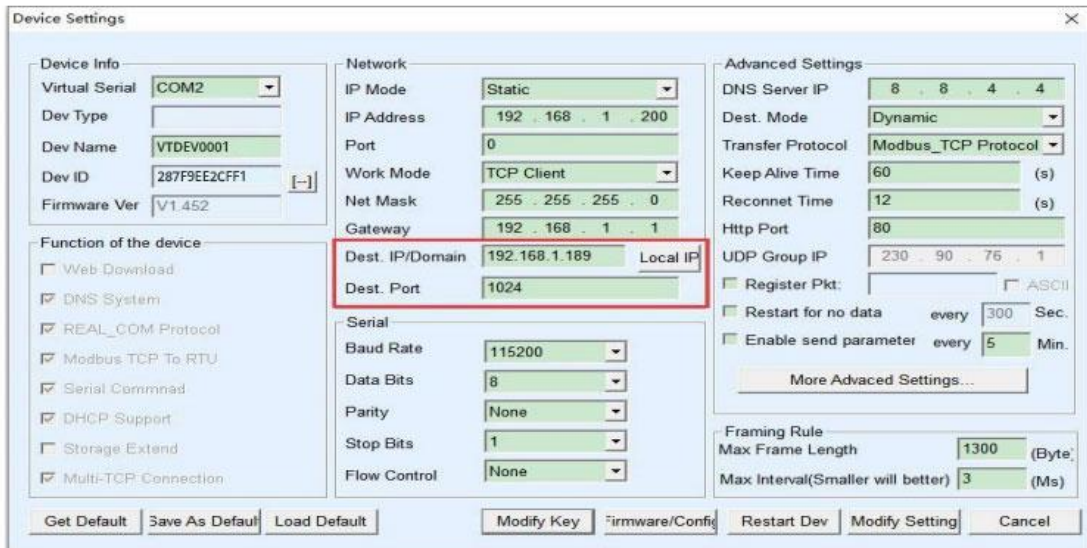 Device Settings
Device Info
Virtual Serial COM2
Dev Type
Dev Name VTDEV0001
Dev ID 287F9EE2CFF1 [--]
Firmware Ver V1.452
Function of the device
Web Download
DNS System
REAL_COM Protocol
Modbus TCP To RTU
Serial Commnad
DHCP Support
Storage Extend
Multi-TCP Connection
Network
IP Mode Static
IP Address 192 . 168 . 1 . 200
Port 0
Work Mode TCP Client
Net Mask 255 . 255 . 255 . 0
Gateway 192 . 168 . 1 . 1
Dest. IP/Domain 192.168.1.189 Local IP
Dest. Port 1024
Serial
Baud Rate 115200
Data Bits 8
Parity None
Stop Bits 1
Flow Control None
Advanced Settings
DNS Server IP 8 . 8 . 4 . 4
Dest. Mode Dynamic
Transfer Protocol Modbus_TCP Protocol
Keep Alive Time 60 (s)
Reconnet Time 12 (s)
Http Port 80
UDP Group IP 230 . 90 . 76 . 1
Register Pkt: ASCII
Restart for no data every 300 Sec.
Enable send parameter every 5 Min.
More Advaced Settings...
Framing Rule
Max Frame Length 1300 (Byte)
Max Interval(Smaller will better) 3 (Ms)
Get Default Save As Defaul Load Default Modify Key Firmware/Config Restart Dev Modify Setting Cancel